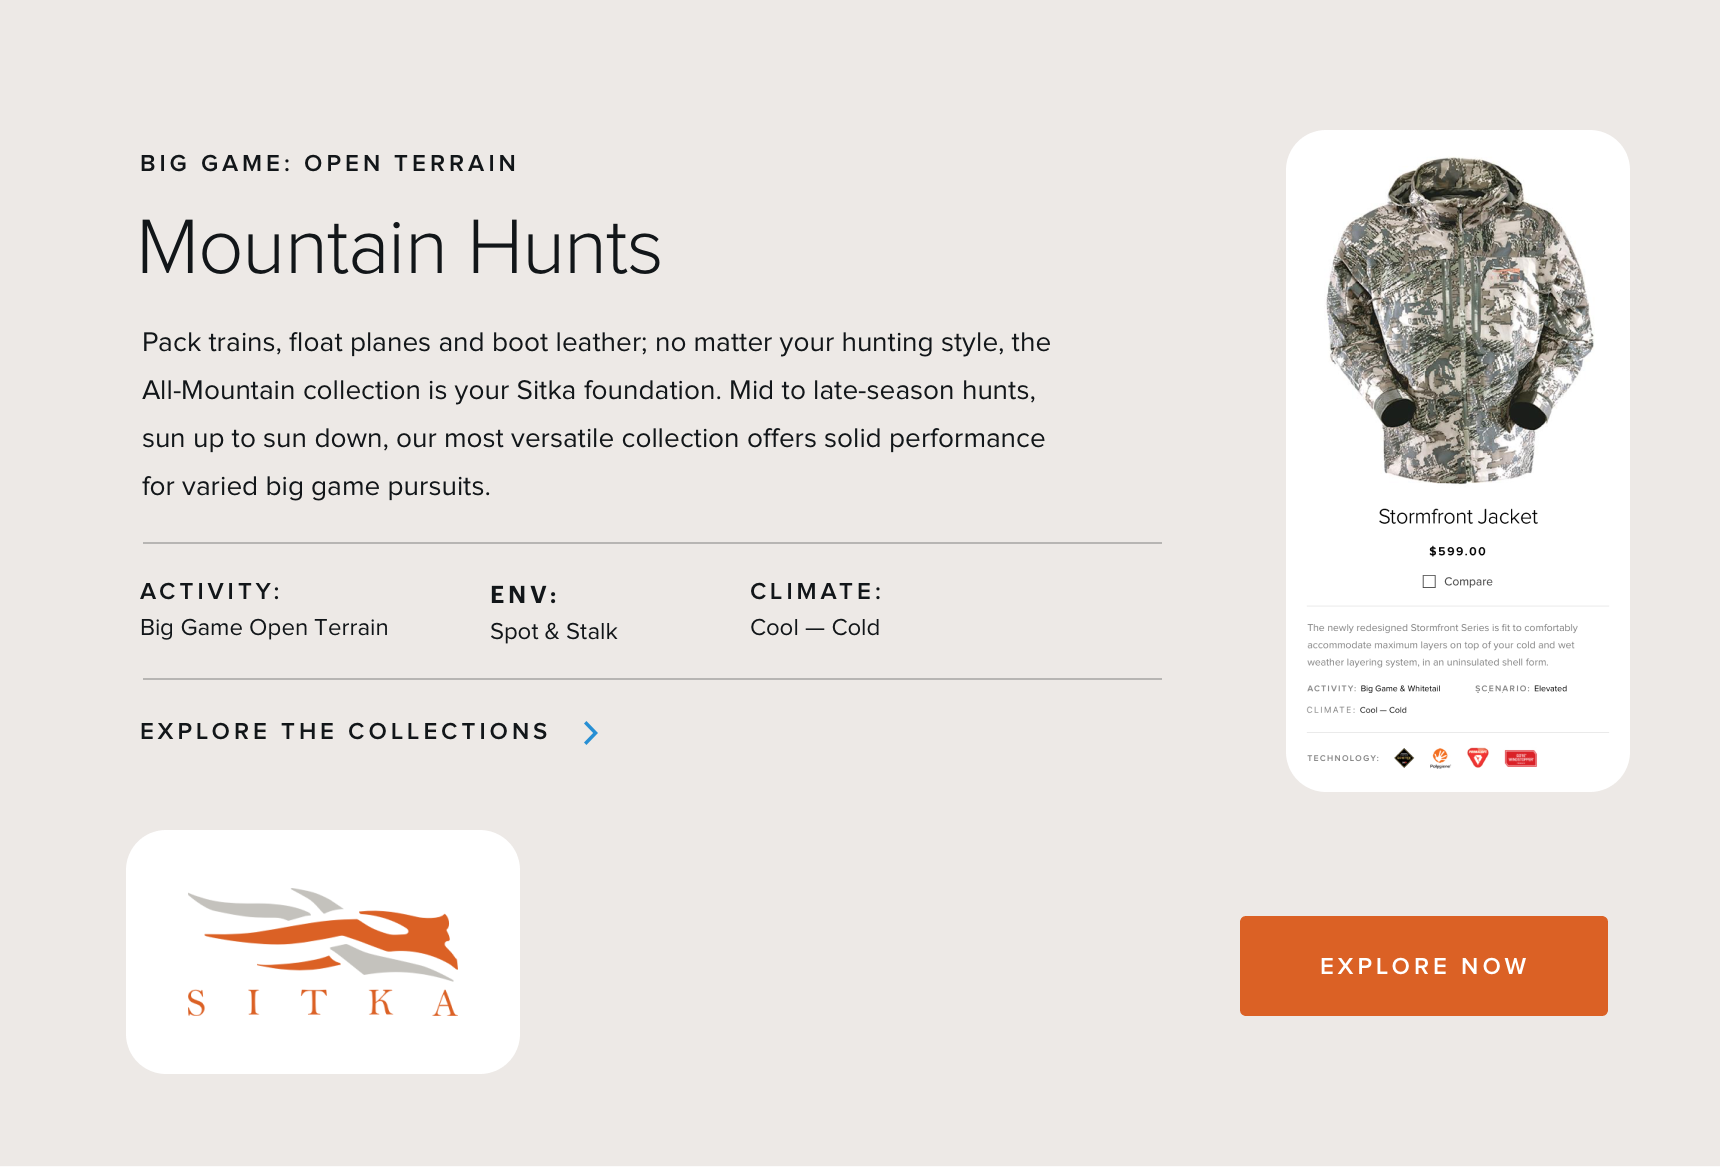 BIG GAME: OPEN TERRAIN
Mountain Hunts
Pack trains, float planes and boot leather; no matter your hunting style, the
All-Mountain collection is your Sitka foundation. Mid to late-season hunts,
sun up to sun down, our most versatile collection offers solid performance
for varied big game pursuits.
ACTIVITY:
Big Game Open Terrain
ENV:
Spot & Stalk
CLIMATE:
Cool — Cold
EXPLORE THE COLLECTIONS
SITKA
Stormfront Jacket
$599.00
Compare
The newly redesigned Stormfront Series is fit to comfortably
accommodate maximum layers on top of your cold and wet
weather layering system, in an uninsulated shell form.
ACTIVITY: Big Game & Whitetail SCENARIO: Elevated
CLIMATE: Cool — Cold
TECHNOLOGY:
Polygiene
EXPLORE NOW